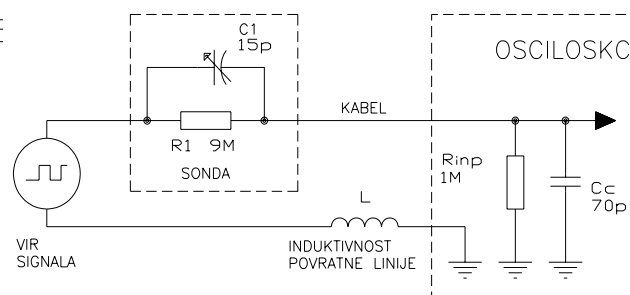 C1
15p
OSCILOSKO
KABEL
R1 9M
SONDA
Rinp
1M
Cc
70p
L
VIR
SIGNALA
INDUKTIVNOST
POVRATNE LINIJE